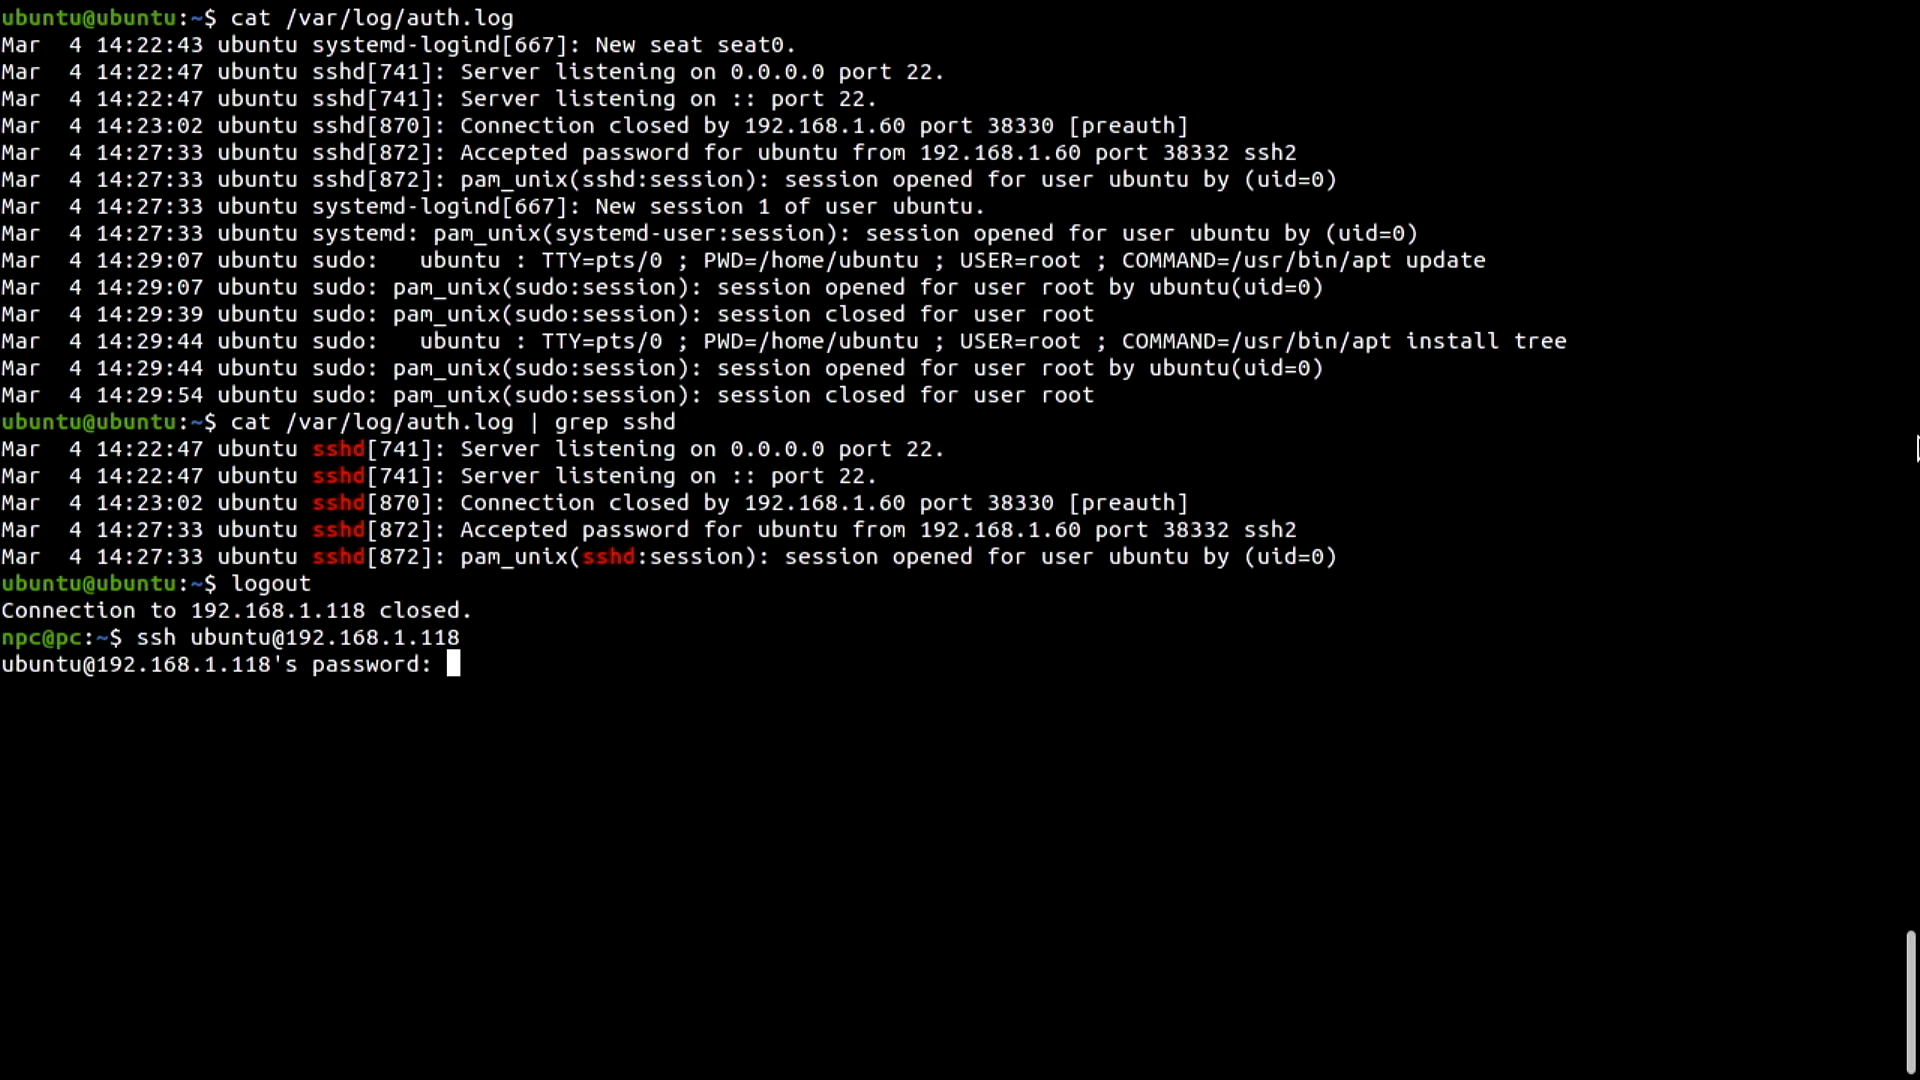 ubuntu@ubuntu:~$ cat /var/log/auth.log
Mar  4 14:22:43 ubuntu systemd-logind[667]: New seat seat0.
Mar  4 14:22:47 ubuntu sshd[741]: Server listening on 0.0.0.0 port 22.
Mar  4 14:22:47 ubuntu sshd[741]: Server listening on :: port 22.
Mar  4 14:23:02 ubuntu sshd[870]: Connection closed by 192.168.1.60 port 38330 [preauth]
Mar  4 14:27:33 ubuntu sshd[872]: Accepted password for ubuntu from 192.168.1.60 port 38332 ssh2
Mar  4 14:27:33 ubuntu sshd[872]: pam_unix(sshd:session): session opened for user ubuntu by (uid=0)
Mar  4 14:27:33 ubuntu systemd-logind[667]: New session 1 of user ubuntu.
Mar  4 14:27:33 ubuntu systemd: pam_unix(systemd-user:session): session opened for user ubuntu by (uid=0)
Mar  4 14:29:07 ubuntu sudo:   ubuntu : TTY=pts/0 ; PWD=/home/ubuntu ; USER=root ; COMMAND=/usr/bin/apt update
Mar  4 14:29:07 ubuntu sudo: pam_unix(sudo:session): session opened for user root by ubuntu(uid=0)
Mar  4 14:29:39 ubuntu sudo: pam_unix(sudo:session): session closed for user root
Mar  4 14:29:44 ubuntu sudo:   ubuntu : TTY=pts/0 ; PWD=/home/ubuntu ; USER=root ; COMMAND=/usr/bin/apt install tree
Mar  4 14:29:44 ubuntu sudo: pam_unix(sudo:session): session opened for user root by ubuntu(uid=0)
Mar  4 14:29:54 ubuntu sudo: pam_unix(sudo:session): session closed for user root
ubuntu@ubuntu:~$ cat /var/log/auth.log | grep sshd
Mar  4 14:22:47 ubuntu sshd[741]: Server listening on 0.0.0.0 port 22.
Mar  4 14:22:47 ubuntu sshd[741]: Server listening on :: port 22.
Mar  4 14:23:02 ubuntu sshd[870]: Connection closed by 192.168.1.60 port 38330 [preauth]
Mar  4 14:27:33 ubuntu sshd[872]: Accepted password for ubuntu from 192.168.1.60 port 38332 ssh2
Mar  4 14:27:33 ubuntu sshd[872]: pam_unix(sshd:session): session opened for user ubuntu by (uid=0)
ubuntu@ubuntu:~$ logout
Connection to 192.168.1.118 closed.
npc@pc:~$ ssh ubuntu@192.168.1.118
ubuntu@192.168.1.118's password: